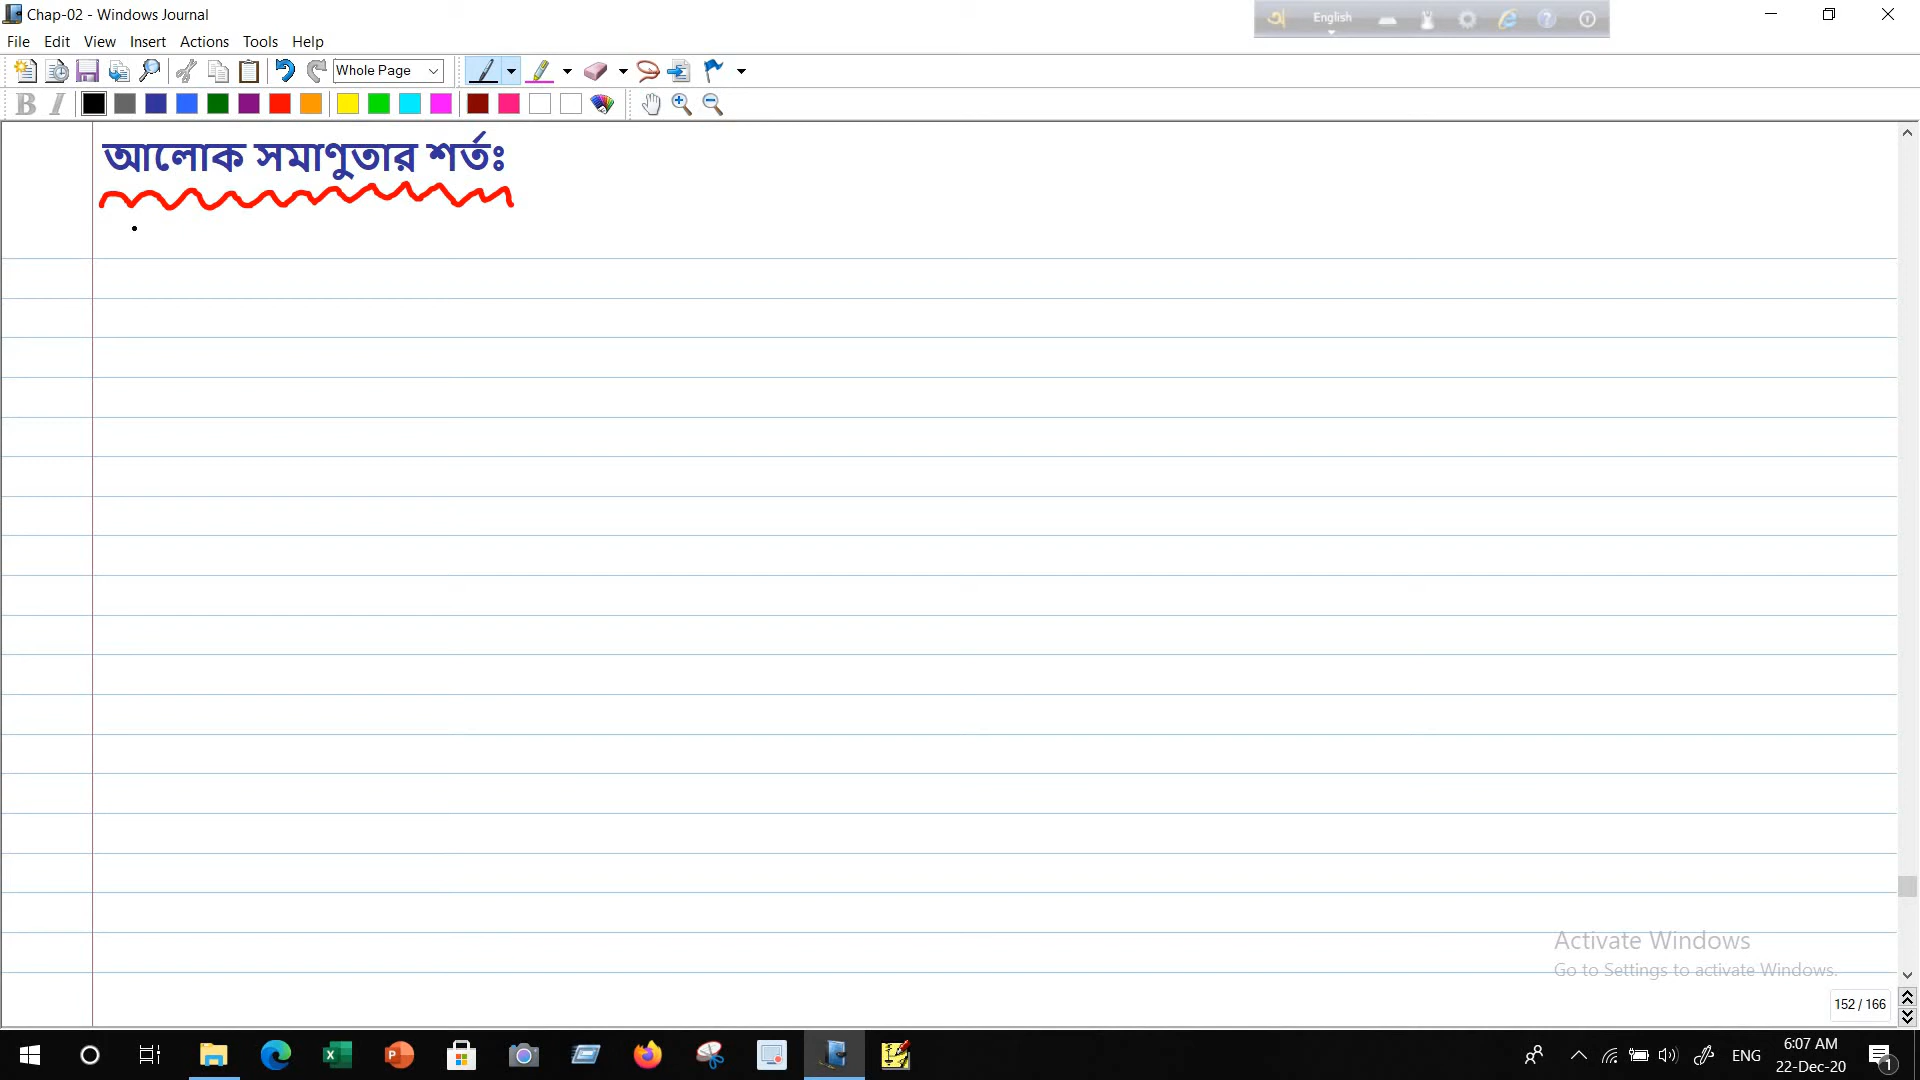 Chap-02 - Windows Journal
English
File Edit View Insert Actions Tools Help
Whole Page
B I
আলোক সমাণুতার শর্তঃ
Activate Windows
Go to Settings to activate Windows.
152 / 166
ENG
6:07 AM
22-Dec-20
1